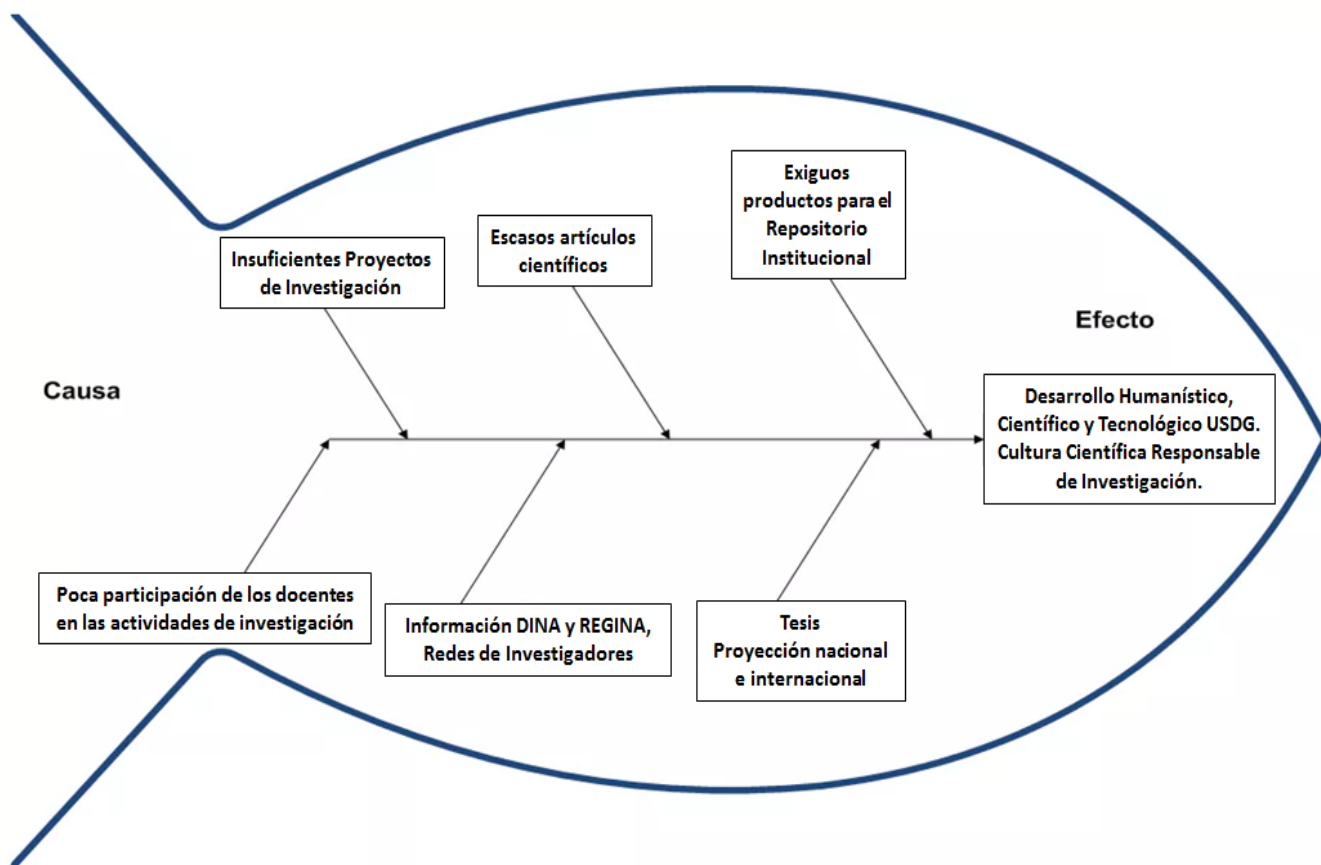 Exiguos
productos para el
Repositorio
Institucional
Escasos artículos
científicos
Insuficientes Proyectos
de Investigación
Efecto
Causa
Desarrollo Humanístico,
Científico y Tecnológico USDG.
Cultura Científica Responsable
de Investigación.
Poca participación de los docentes
en las actividades de investigación
Información DINA y REGINA,
Redes de Investigadores
Tesis
Proyección nacional
e internacional